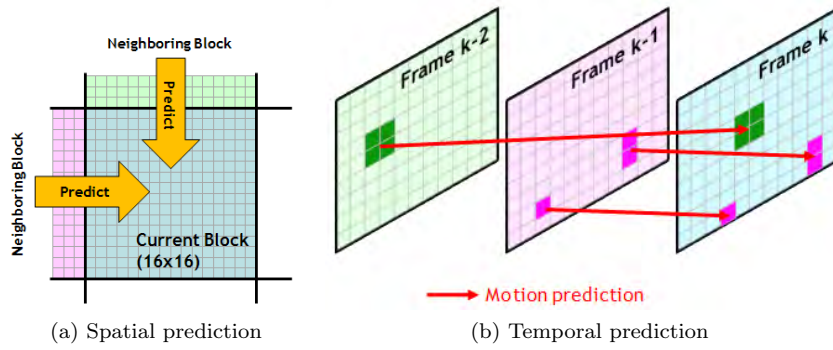 Neighboring Block
Predict
Neighboring Block
Predict
Current Block
(16x16)
(a) Spatial prediction
Frame k-2
Frame k-1
Frame k
Motion prediction
(b) Temporal prediction